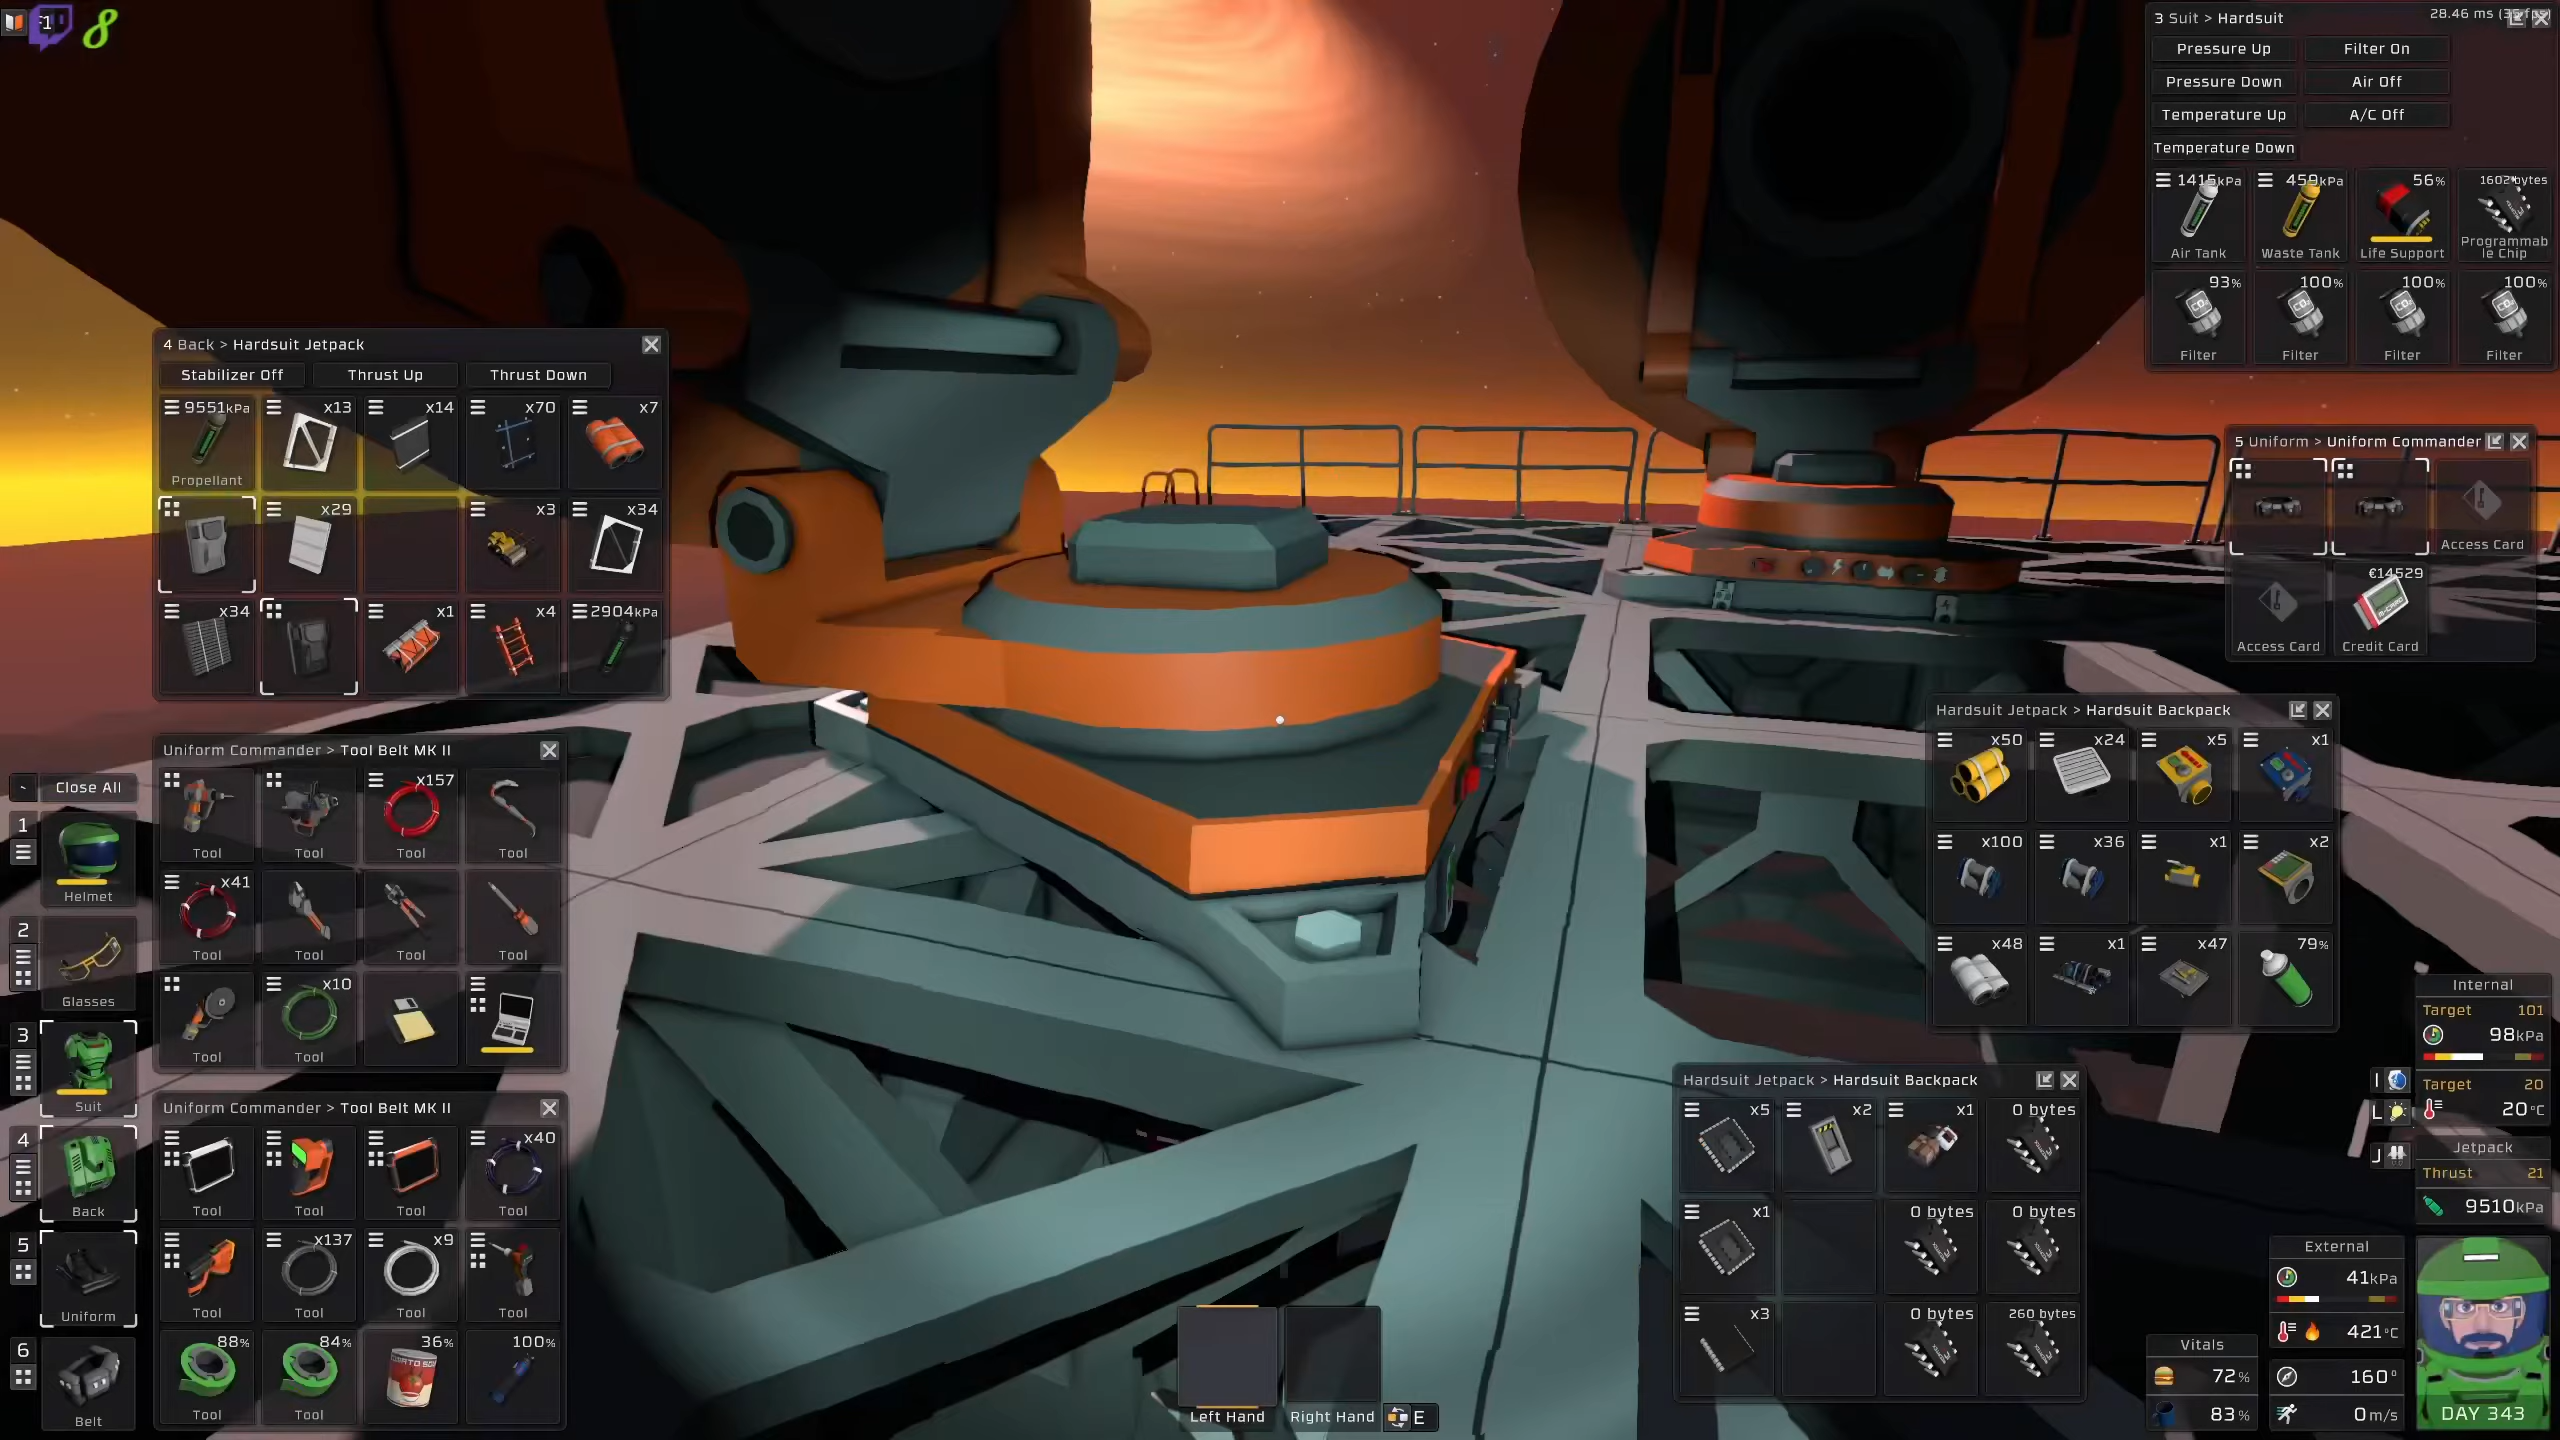 F1
8
3 Suit > Hardsuit
28.46 ms
Pressure Up
Filter On
Pressure Down
Air Off
Temperature Up
A/C Off
Temperature Down
1415kPa
Air Tank
459kPa
Waste Tank
56%
Life Support
1602 bytes
Programmab
le Chip
93%
Filter
100%
Filter
100%
Filter
100%
Filter
4 Back > Hardsuit Jetpack
Stabilizer Off
Thrust Up
Thrust Down
9551kPa
Propellant
x13
x14
x70
x7
x29
x3
x34
x34
x1
x4
2904kPa
5 Uniform > Uniform Commander
Access Card
Access Card
€14529
Credit Card
Hardsuit Jetpack > Hardsuit Backpack
x50
x24
x5
x1
x100
x36
x1
x2
x48
x1
x47
79%
Uniform Commander > Tool Belt MK II
Tool
Tool
x157
Tool
Tool
x41
Tool
Tool
Tool
Tool
Tool
x10
Tool
Close All
1
Helmet
2
Glasses
3
Suit
4
Back
5
Uniform
6
Belt
Uniform Commander > Tool Belt MK II
Tool
Tool
Tool
x40
Tool
Tool
x137
Tool
x9
Tool
Tool
88%
Tool
84%
Tool
36%
Tool
100%
Tool
Hardsuit Jetpack > Hardsuit Backpack
x5
x2
x1
0 bytes
x1
0 bytes
0 bytes
x3
0 bytes
260 bytes
Left Hand
Right Hand
E
Internal
Target 101
98kPa
Target 20
20°C
I
L
J
Jetpack
Thrust 21
9510kPa
External
41kPa
421°C
160°
0m/s
Vitals
72%
83%
DAY 343